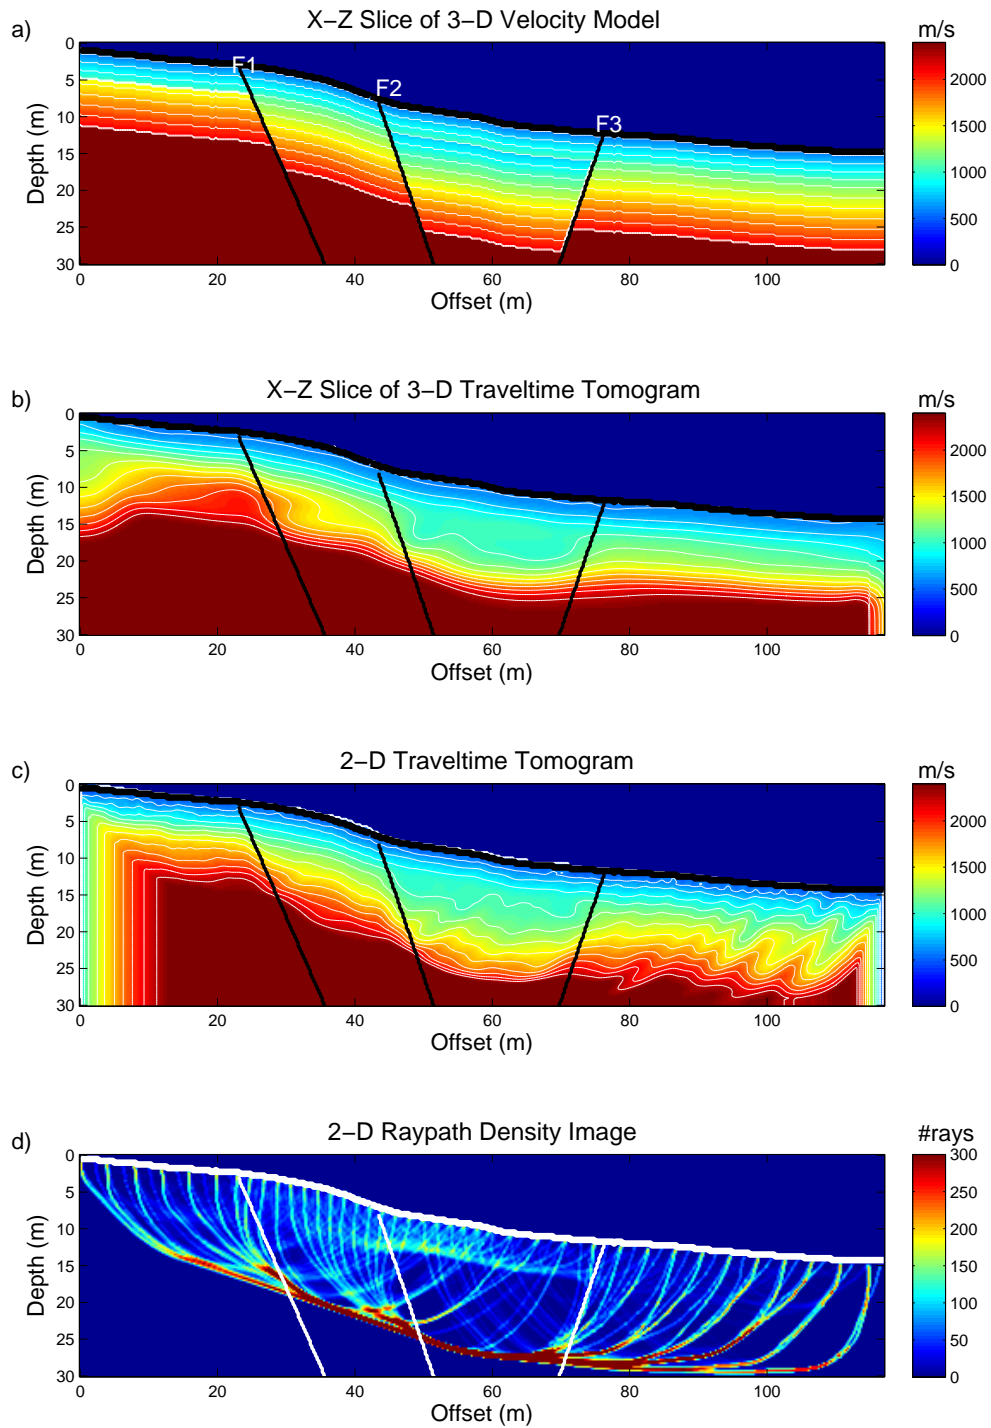 a)
X−Z Slice of 3−D Velocity Model
m/s
0
5
10
15
20
25
30
Depth (m)
F1
F2
F3
2000
1500
1000
500
0
0 20 40 60 80 100
Offset (m)
b)
X−Z Slice of 3−D Traveltime Tomogram
m/s
0
5
10
15
20
25
30
Depth (m)
2000
1500
1000
500
0
0 20 40 60 80 100
Offset (m)
c)
2−D Traveltime Tomogram
m/s
0
5
10
15
20
25
30
Depth (m)
2000
1500
1000
500
0
0 20 40 60 80 100
Offset (m)
d)
2−D Raypath Density Image
#rays
0
5
10
15
20
25
30
Depth (m)
300
250
200
150
100
50
0
0 20 40 60 80 100
Offset (m)